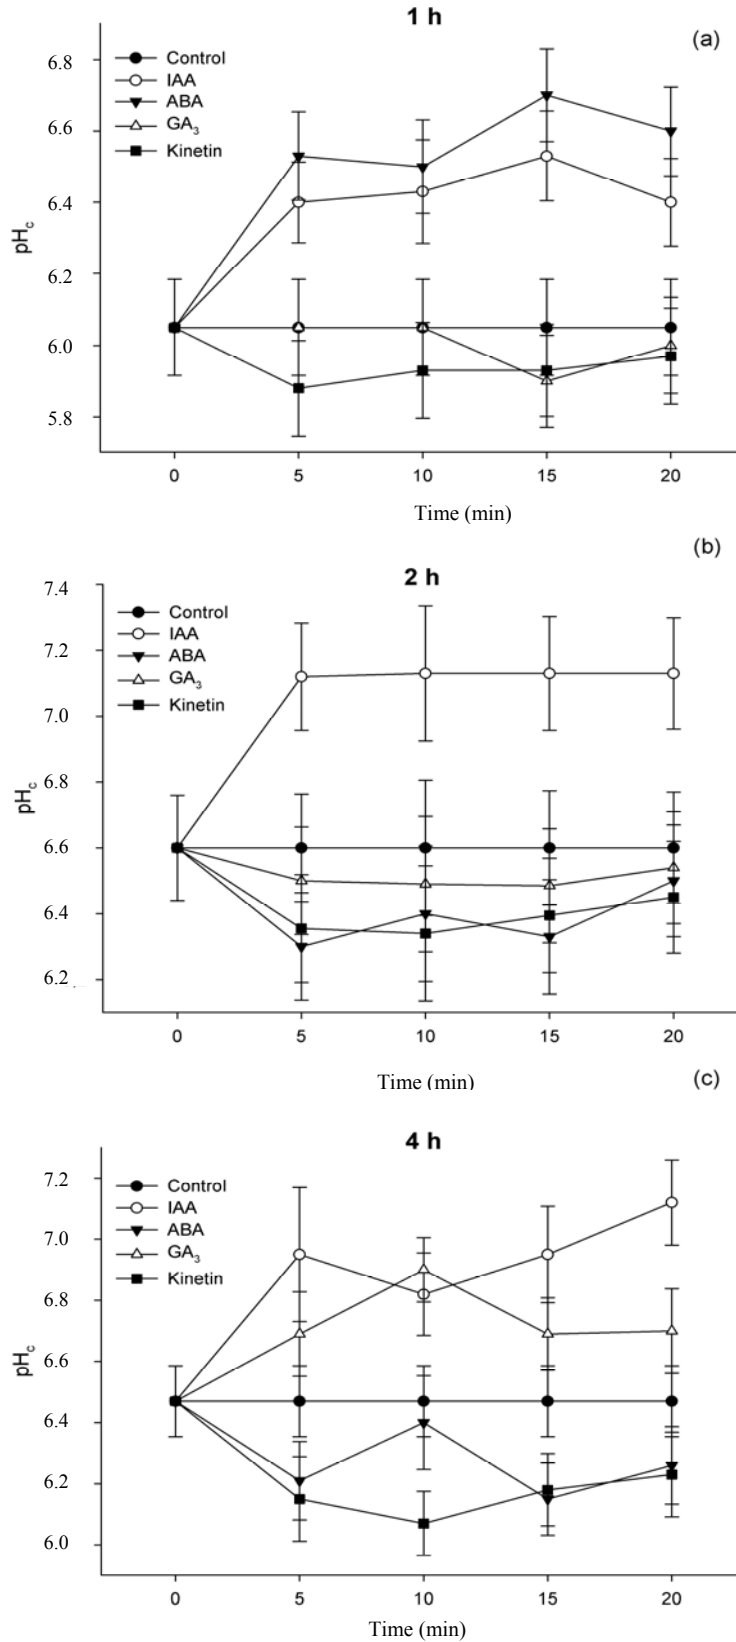 1 h
(a)
6.8
6.6
6.4
6.2
6.0
5.8
pHc
Control
IAA
ABA
GA3
Kinetin
0 5 10 15 20
Time (min)
(b)
2 h
7.4
7.2
7.0
6.8
6.6
6.4
6.2
pHc
Control
IAA
ABA
GA3
Kinetin
0 5 10 15 20
Time (min)
(c)
4 h
7.2
7.0
6.8
6.6
6.4
6.2
6.0
pHc
Control
IAA
ABA
GA3
Kinetin
0 5 10 15 20
Time (min)